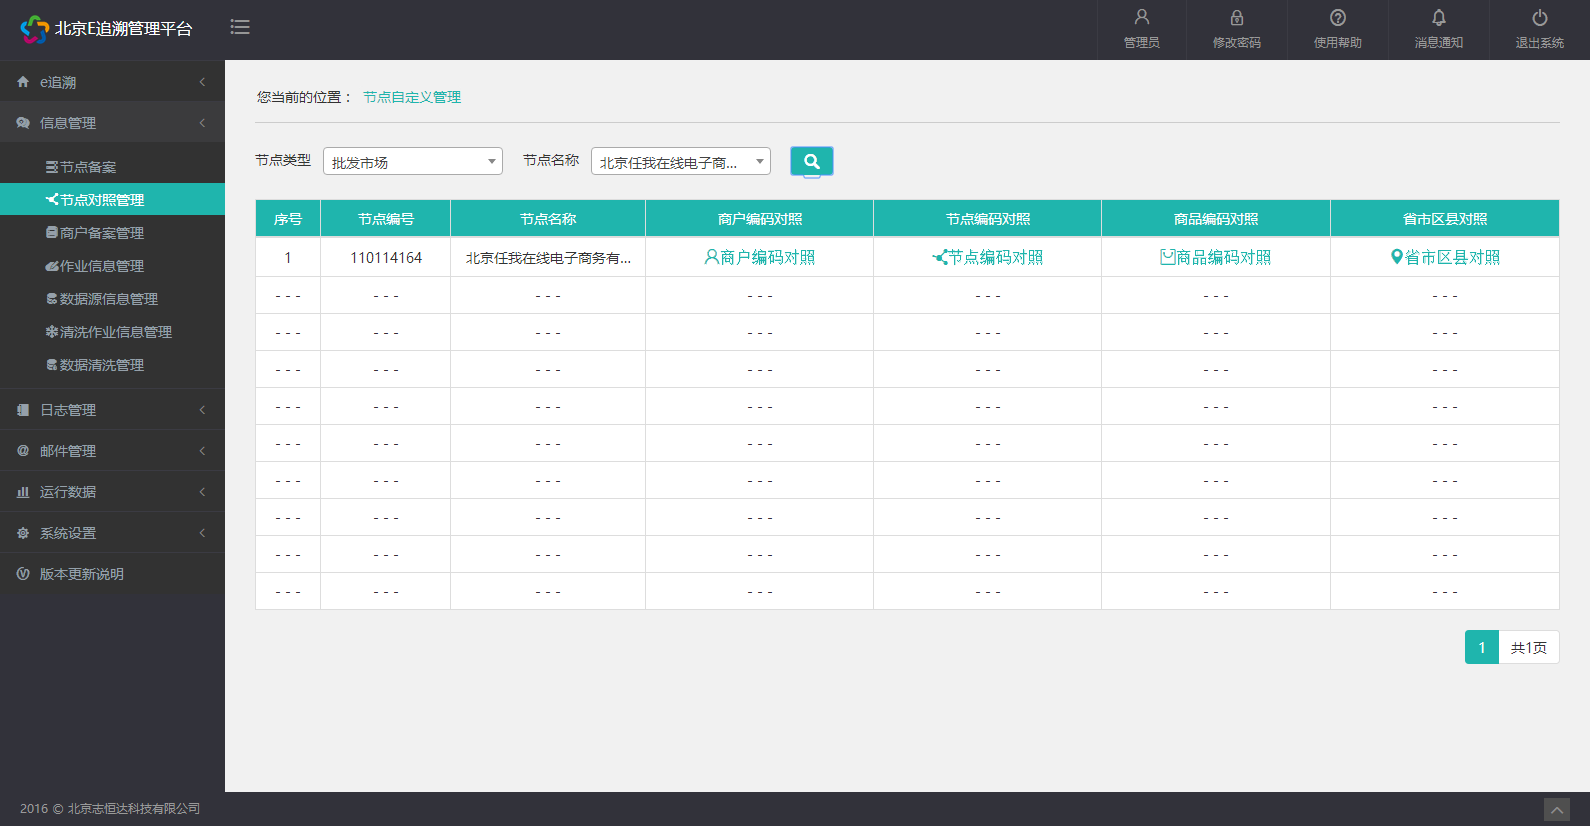 北京E追溯管理平台
管理员 修改密码 使用帮助 消息通知 退出系统
e追溯
信息管理
节点备案
节点对照管理
商户备案管理
作业信息管理
数据源信息管理
清洗作业信息管理
数据清洗管理
日志管理
邮件管理
运行数据
系统设置
版本更新说明
您当前的位置： 节点自定义管理
节点类型 批发市场 节点名称 北京任我在线电子商...
序号 节点编号 节点名称 商户编码对照 节点编码对照 商品编码对照 省市区县对照
1 110114164 北京任我在线电子商务有... 商户编码对照 节点编码对照 商品编码对照 省市区县对照
- - - - - - - - - - - - - - - - - - - - -
- - - - - - - - - - - - - - - - - - - - -
- - - - - - - - - - - - - - - - - - - - -
- - - - - - - - - - - - - - - - - - - - -
- - - - - - - - - - - - - - - - - - - - -
- - - - - - - - - - - - - - - - - - - - -
- - - - - - - - - - - - - - - - - - - - -
- - - - - - - - - - - - - - - - - - - - -
- - - - - - - - - - - - - - - - - - - - -
1 共1页
2016 © 北京志恒达科技有限公司